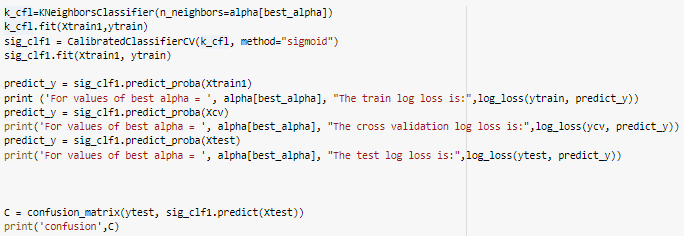 k_cfl=KNeighborsClassifier(n_neighbors=alpha[best_alpha])
k_cfl.fit(Xtrain1,ytrain)
sig_clf1 = CalibratedClassifierCV(k_cfl, method="sigmoid")
sig_clf1.fit(Xtrain1, ytrain)
predict_y = sig_clf1.predict_proba(Xtrain1)
print ('For values of best alpha = ', alpha[best_alpha], "The train log loss is:",log_loss(ytrain, predict_y))
predict_y = sig_clf1.predict_proba(Xcv)
print('For values of best alpha = ', alpha[best_alpha], "The cross validation log loss is:",log_loss(ycv, predict_y))
predict_y = sig_clf1.predict_proba(Xtest)
print('For values of best alpha = ', alpha[best_alpha], "The test log loss is:",log_loss(ytest, predict_y))
C = confusion_matrix(ytest, sig_clf1.predict(Xtest))
print('confusion',C)